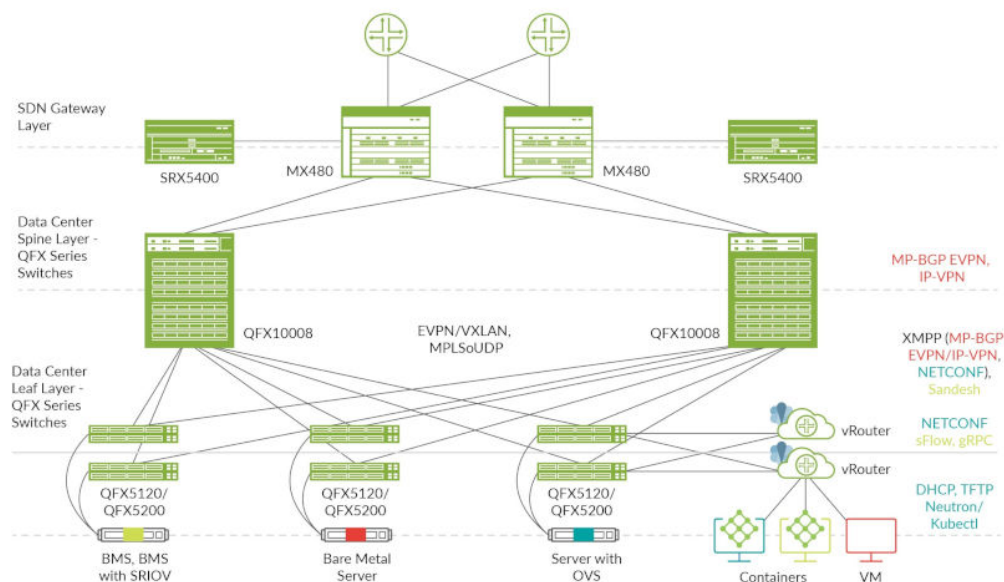 SDN Gateway
Layer
SRX5400
MX480
MX480
SRX5400
Data Center
Spine Layer -
QFX Series
Switches
MP-BGP EVPN,
IP-VPN
QFX10008
EVPN/VXLAN,
MPLSoUDP
QFX10008
XMPP (MP-BGP
EVPN/IP-VPN,
NETCONF),
Sandesh
Data Center
Leaf Layer -
QFX Series
Switches
vRouter
NETCONF
sFlow, gRPC
vRouter
QFX5120/
QFX5200
QFX5120/
QFX5200
QFX5120/
QFX5200
DHCP, TFTP
Neutron/
Kubectl
BMS, BMS
with SRIOV
Bare Metal
Server
Server with
OVS
Containers
VM